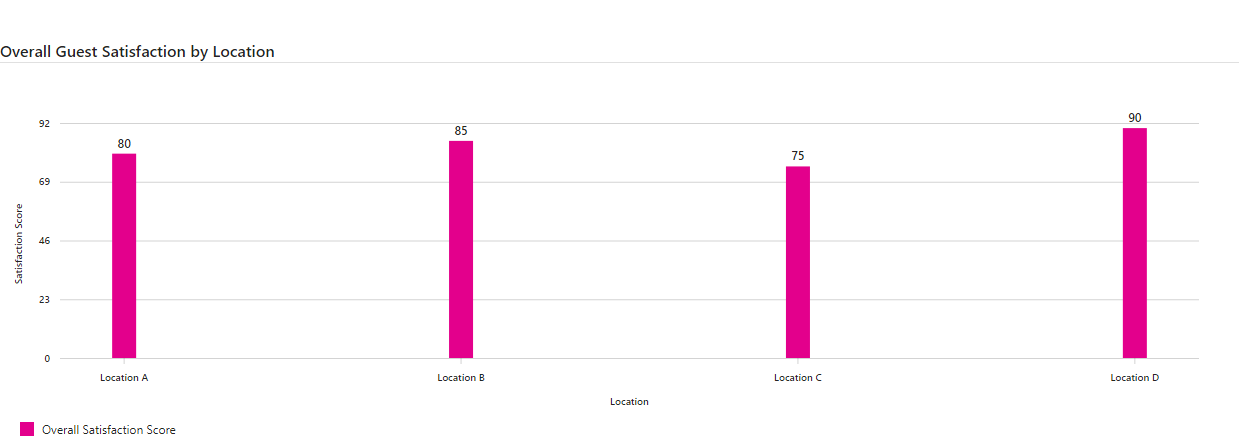 Overall Guest Satisfaction by Location
92
69
46
23
0
Satisfaction Score
80
85
75
90
Location A
Location B
Location C
Location D
Location
Overall Satisfaction Score